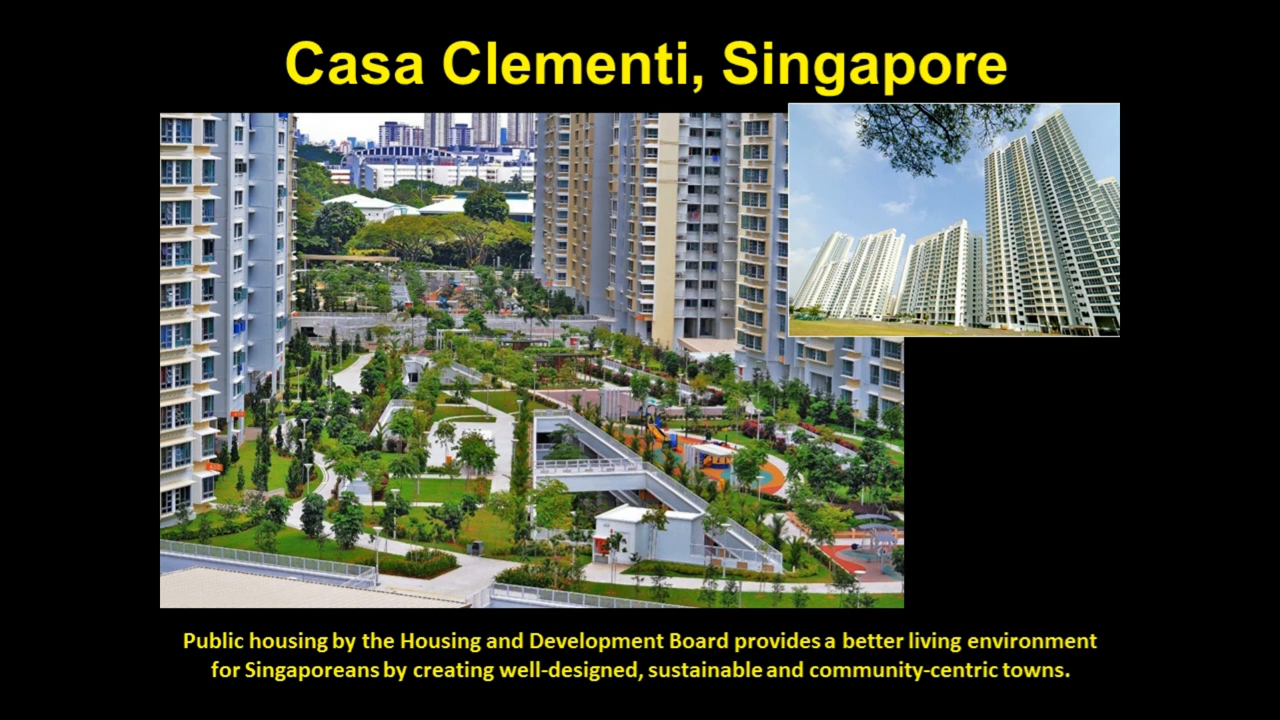 Casa Clementi, Singapore
Public housing by the Housing and Development Board provides a better living environment
for Singaporeans by creating well-designed, sustainable and community-centric towns.